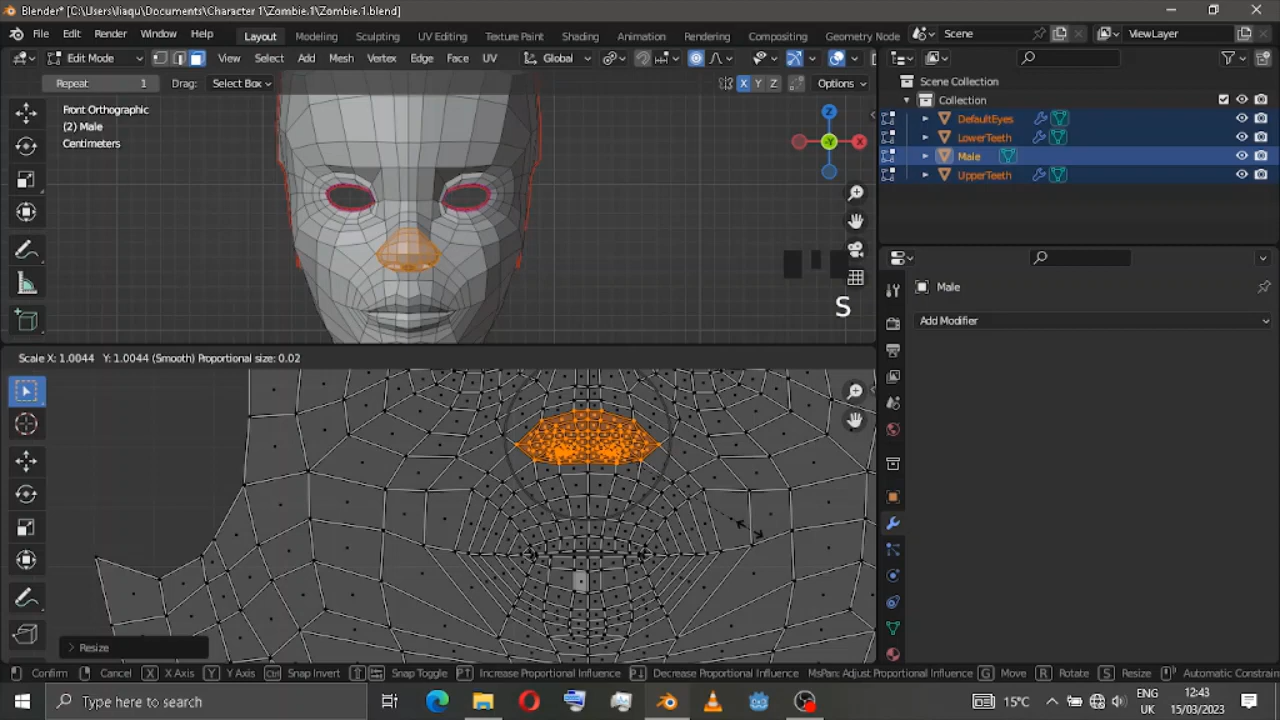 Blender* [C:\Users\liaqu\Documents\Character 1\Zombie.1\Zombie.1.blend]
File Edit Render Window Help Layout Modeling Sculpting UV Editing Texture Paint Shading Animation Rendering Compositing Geometry Node Scene ViewLayer
Edit Mode View Select Add Mesh Vertex Edge Face UV Global
Repeat 1 Drag: Select Box X Y Z Options
Scene Collection
Collection
DefaultEyes
LowerTeeth
Male
UpperTeeth
Front Orthographic
(2) Male
Centimeters
Z
X
-Y
S
Male
Add Modifier
Scale X: 1.0044 Y: 1.0044 (Smooth) Proportional size: 0.02
Resize
Confirm Cancel X X Axis Y Y Axis Ctrl Snap Invert Snap Toggle Increase Proportional Influence Decrease Proportional Influence MsPan: Adjust Proportional Influence G Move R Rotate S Resize Automatic Constrain
Type here to search
15°C
ENG
UK
12:43
15/03/2023